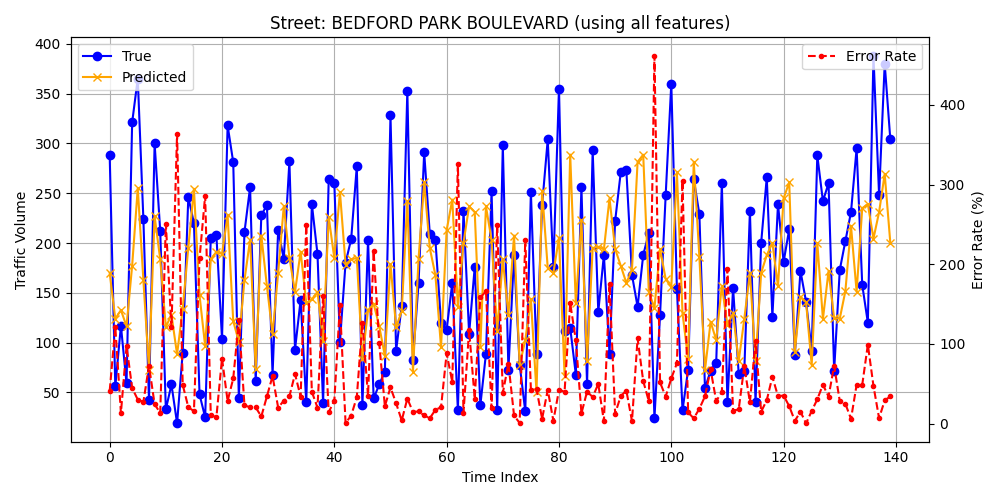 Street: BEDFORD PARK BOULEVARD (using all features)
True
Predicted
Error Rate
Traffic Volume
400
350
300
250
200
150
100
50
Error Rate (%)
400
300
200
100
0
0 20 40 60 80 100 120 140
Time Index